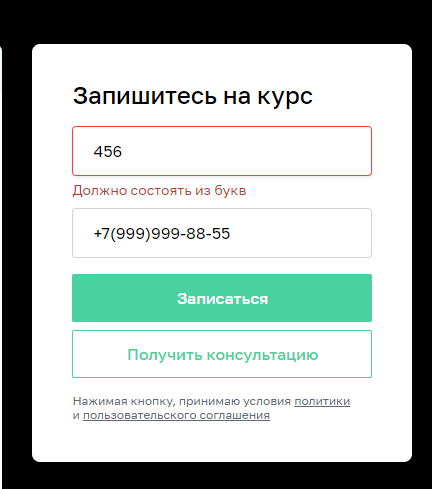 Запишитесь на курс
456
Должно состоять из букв
+7(999)999-88-55
Записаться
Получить консультацию
Нажимая кнопку, принимаю условия политики
и пользовательского соглашения